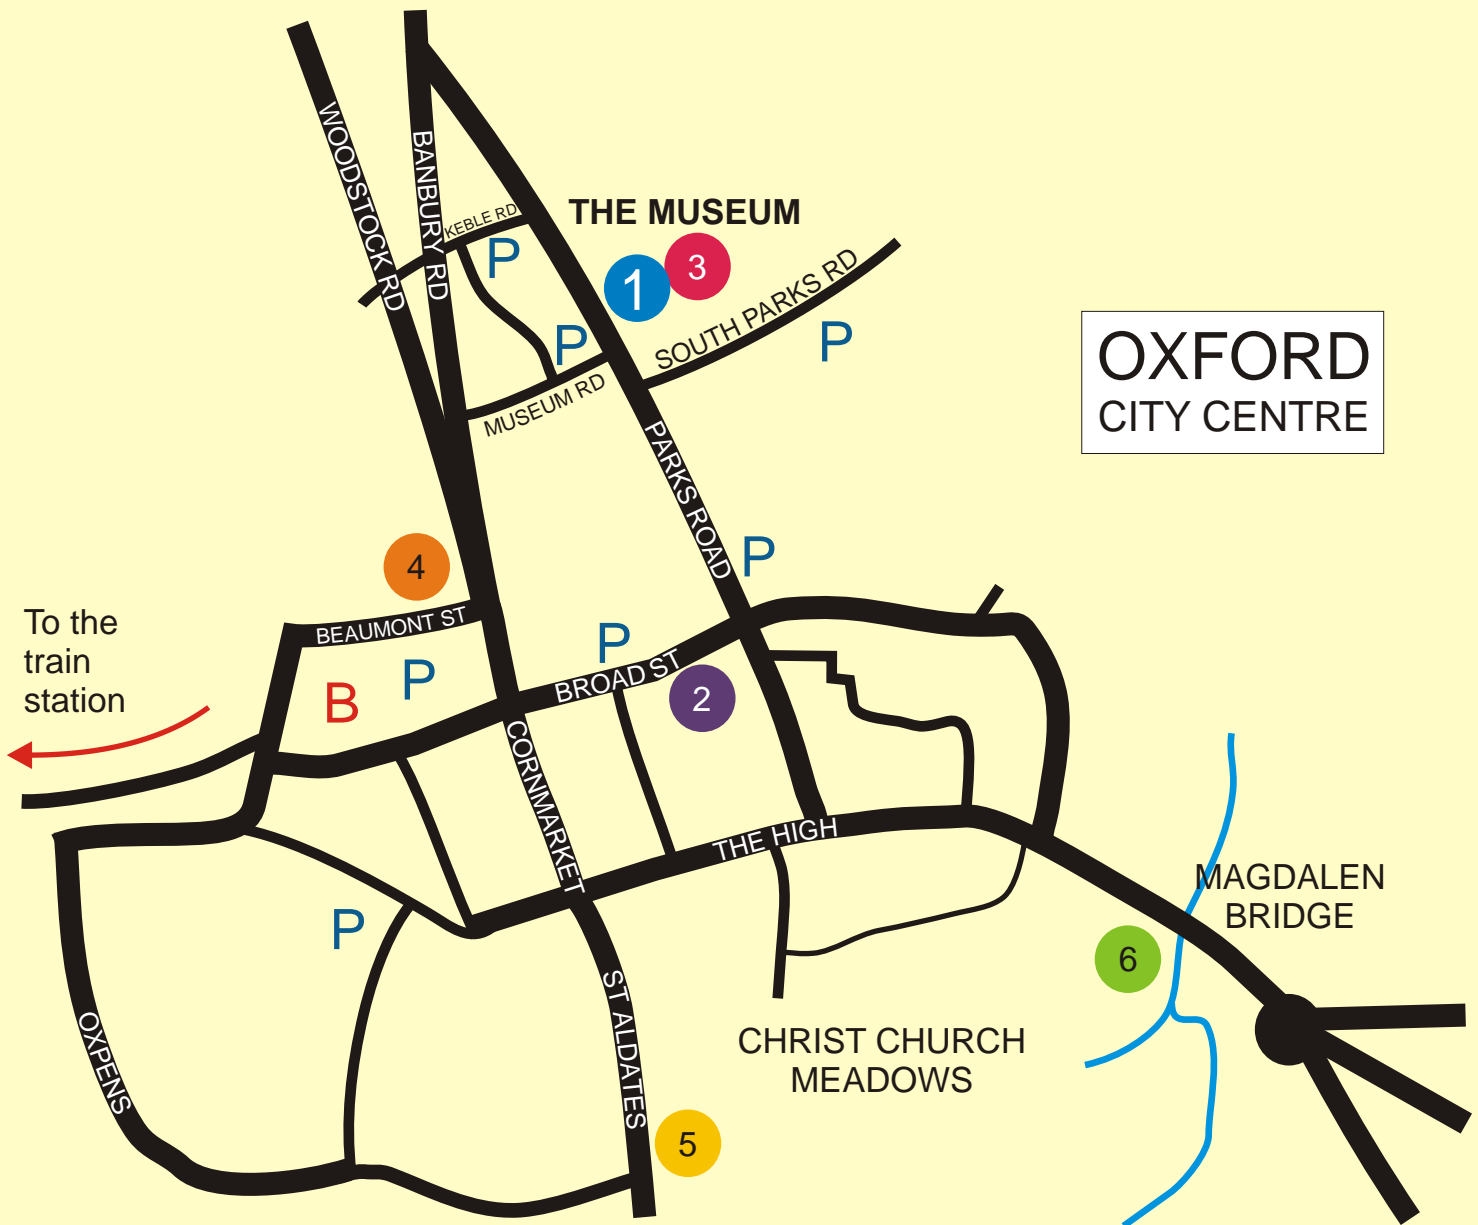 WOODSTOCK RD
BANBURY RD
KEBLE RD
THE MUSEUM
P
1
3
SOUTH PARKS RD
P
P
MUSEUM RD
OXFORD
CITY CENTRE
PARKS ROAD
P
4
To the
train
station
BEAUMONT ST
P
B
P
BROAD ST
2
CORNMARKET
THE HIGH
MAGDALEN
BRIDGE
P
6
ST ALDATES
OXPENS
CHRIST CHURCH
MEADOWS
5